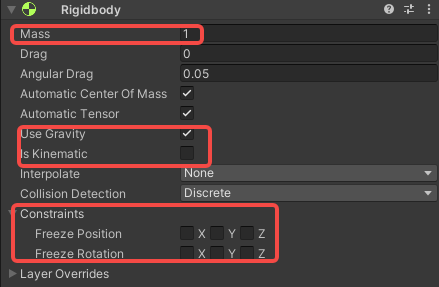 Rigidbody
Mass 1
Drag 0
Angular Drag 0.05
Automatic Center Of Mass
Automatic Tensor
Use Gravity
Is Kinematic
Interpolate None
Collision Detection Discrete
Constraints
Freeze Position X Y Z
Freeze Rotation X Y Z
Layer Overrides